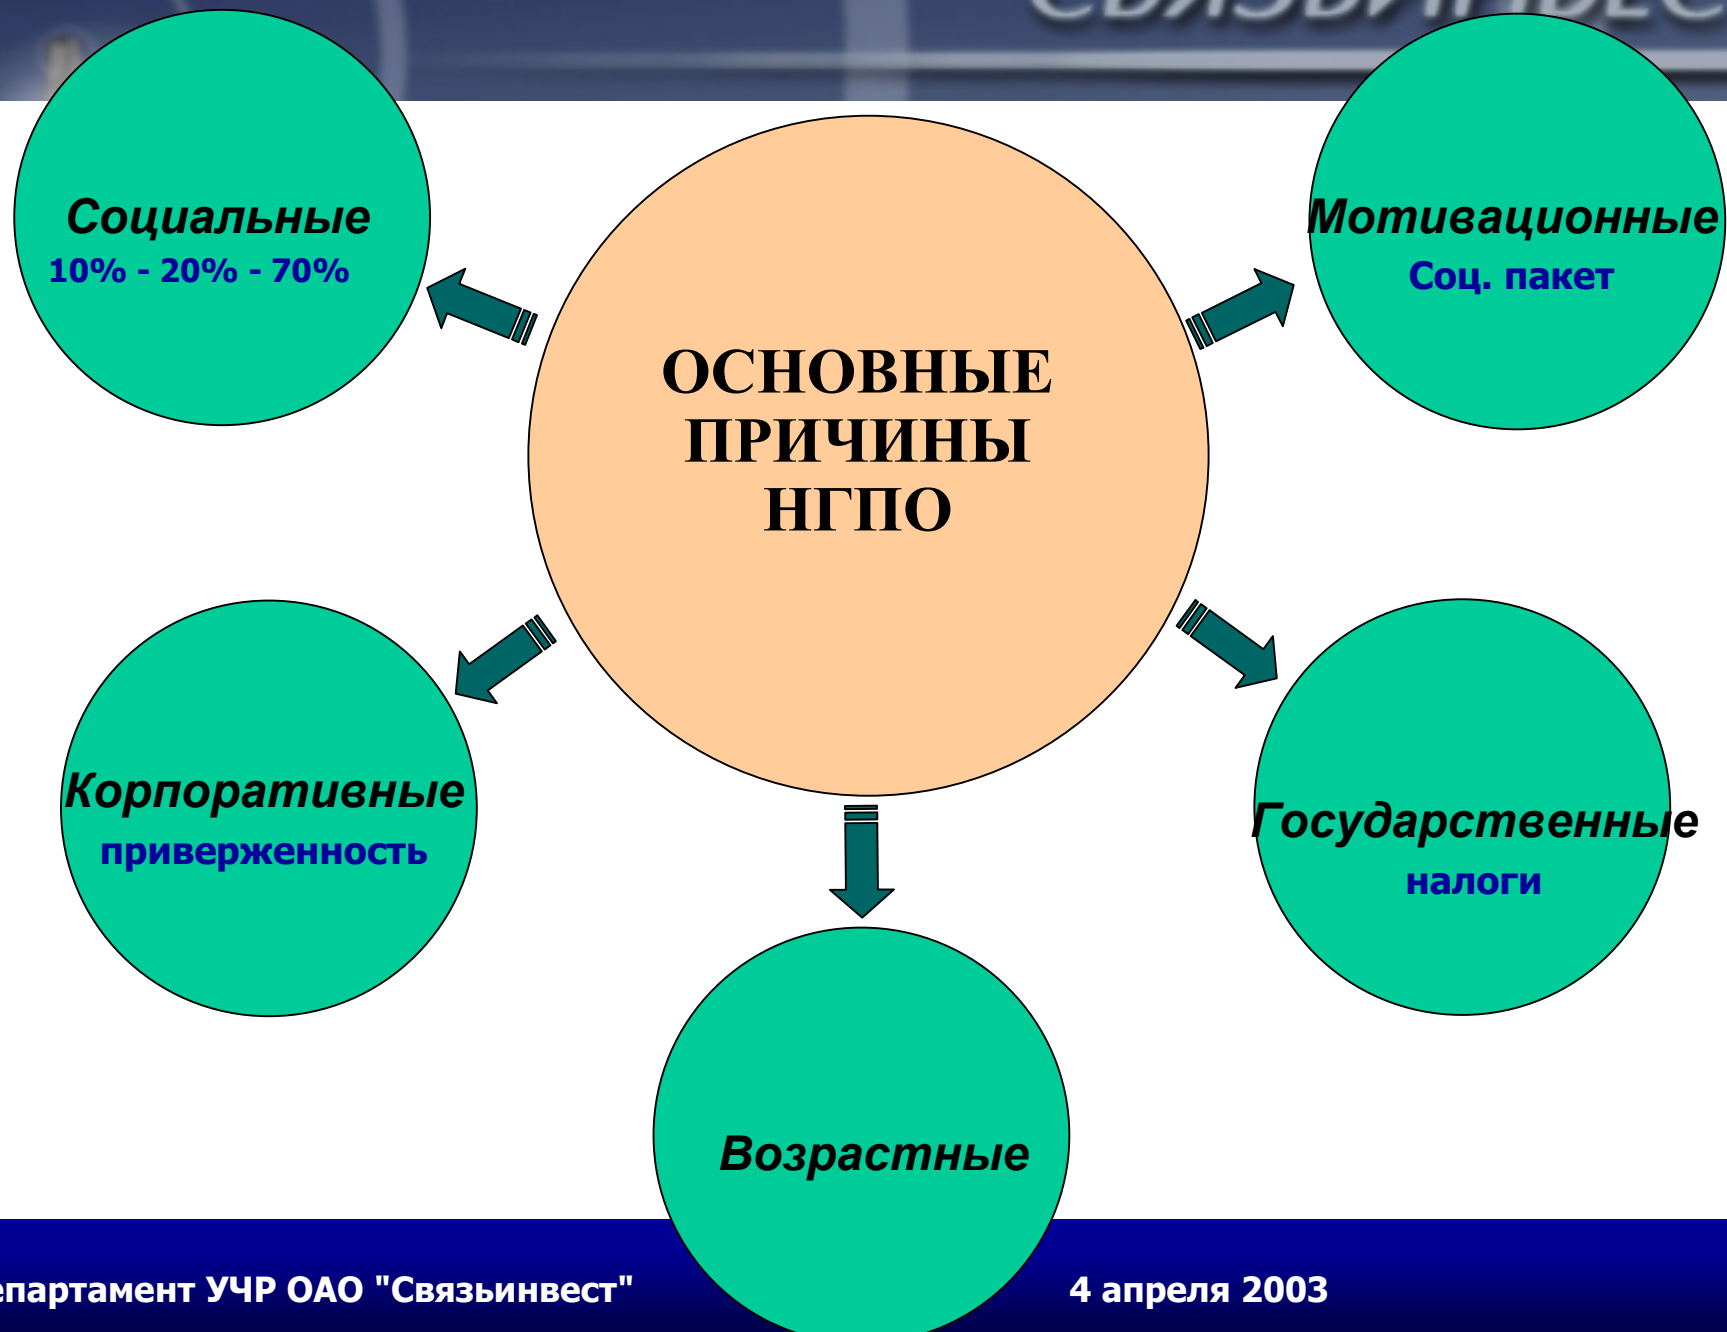 Социальные
10% - 20% - 70%
Мотивационные
Соц. пакет
ОСНОВНЫЕ
ПРИЧИНЫ
НГПО
Корпоративные
приверженность
Государственные
налоги
Возрастные
епартамент УЧР ОАО "Связьинвест"
4 апреля 2003